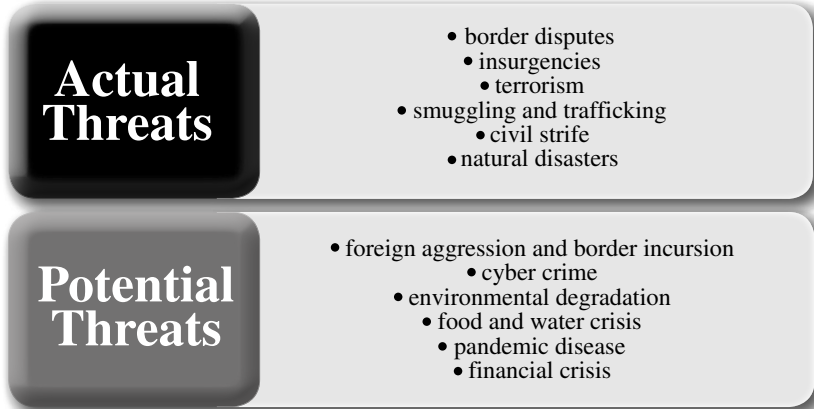 Actual
Threats
• border disputes
• insurgencies
• terrorism
• smuggling and trafficking
• civil strife
• natural disasters
Potential
Threats
• foreign aggression and border incursion
• cyber crime
• environmental degradation
• food and water crisis
• pandemic disease
• financial crisis